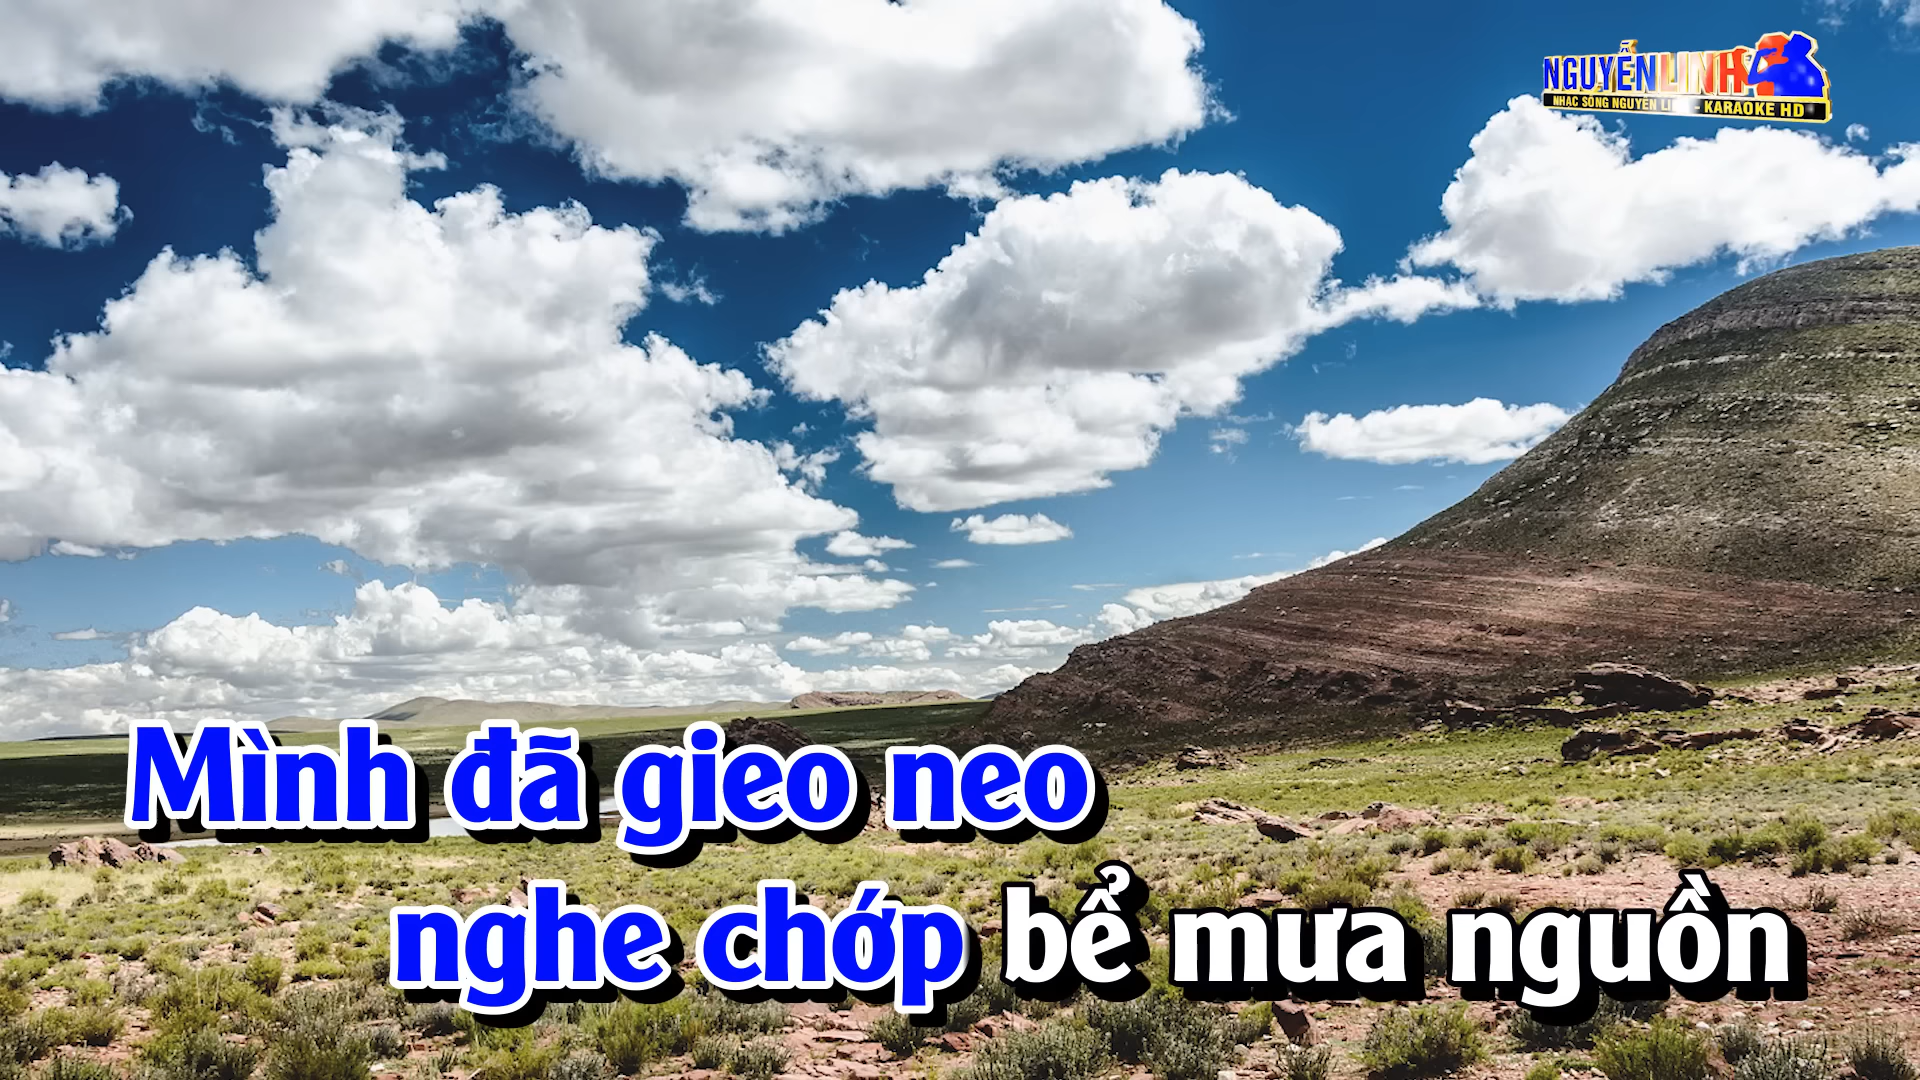 NGUYỄN LINH
NHẠC SỐNG NGUYỄN LINH - KARAOKE HD
Mình đã gieo neo
nghe chớp bể mưa nguồn